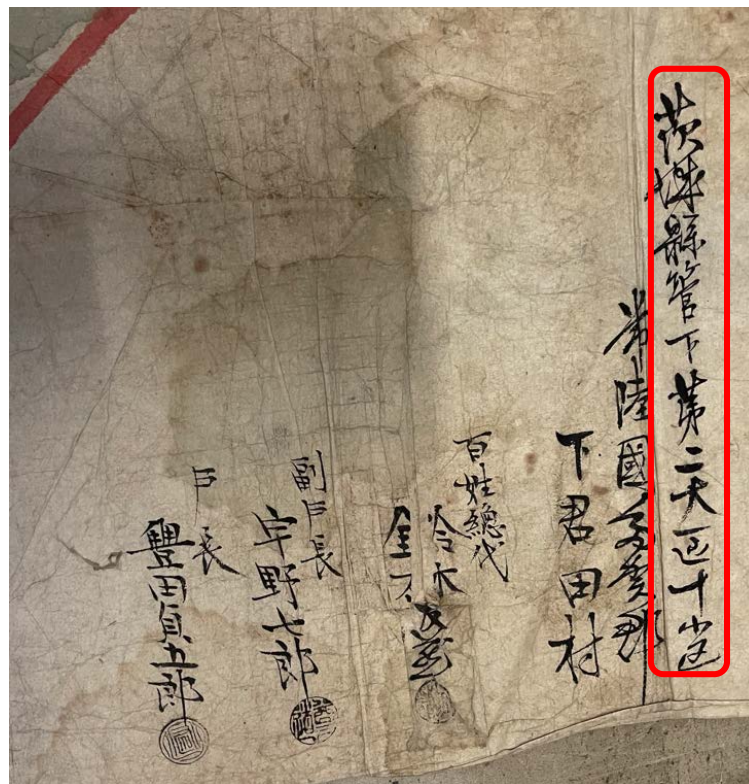 茨城縣管下第二大区十小区
常陸國多賀郡
下君田村
百姓總代
鈴木
副戸長
宇野七郎
戸長
豐田貞五郎